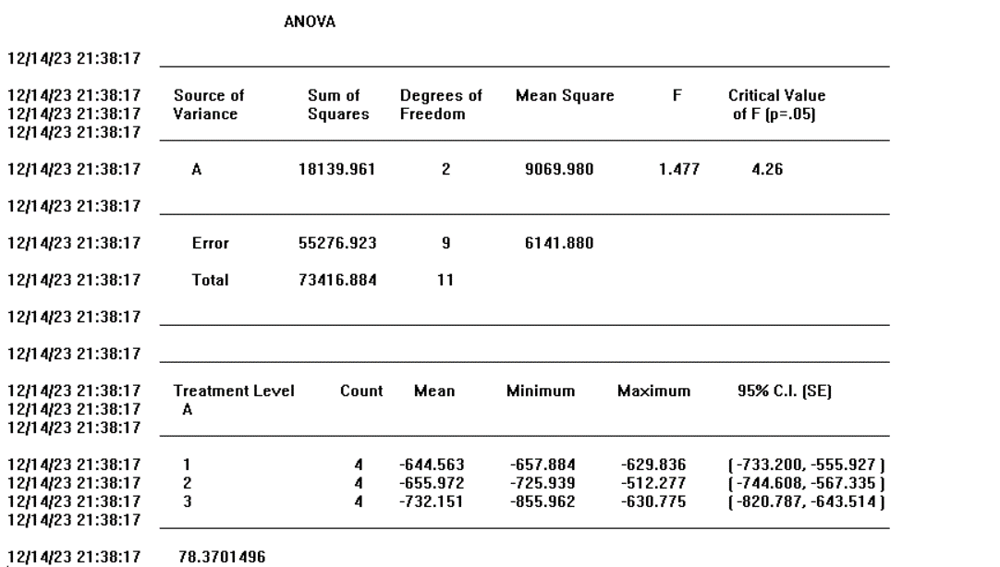 ANOVA
12/14/23 21:38:17
12/14/23 21:38:17 Source of Sum of Degrees of Mean Square F Critical Value
12/14/23 21:38:17 Variance Squares Freedom of F (p=.05)
12/14/23 21:38:17
12/14/23 21:38:17 A 18139.961 2 9069.980 1.477 4.26
12/14/23 21:38:17
12/14/23 21:38:17 Error 55276.923 9 6141.880
12/14/23 21:38:17 Total 73416.884 11
12/14/23 21:38:17
12/14/23 21:38:17
12/14/23 21:38:17 Treatment Level Count Mean Minimum Maximum 95% C.I. (SE)
12/14/23 21:38:17 A
12/14/23 21:38:17
12/14/23 21:38:17 1 4 -644.563 -657.884 -629.836 ( -733.200, -555.927 )
12/14/23 21:38:17 2 4 -655.972 -725.939 -512.277 ( -744.608, -567.335 )
12/14/23 21:38:17 3 4 -732.151 -855.962 -630.775 ( -820.787, -643.514 )
12/14/23 21:38:17
12/14/23 21:38:17 78.3701496